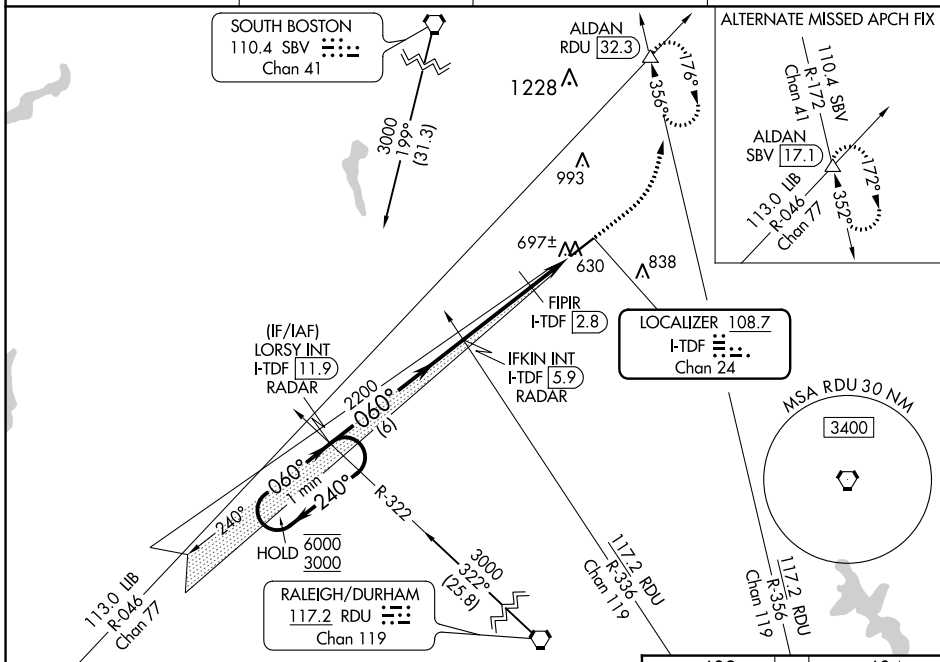 SOUTH BOSTON
110.4 SBV
Chan 41
3000
199°
(31.3)
ALDAN
RDU 32.3
1228
176°
356°
993
ALTERNATE MISSED APCH FIX
110.4 SBV
R-172
Chan 41
ALDAN
SBV 17.1
172°
352°
113.0 LIB
R-046
Chan 77
697±
630
838
FIPIR
I-TDF 2.8
LOCALIZER 108.7
I-TDF
Chan 24
(IF/IAF)
LORSY INT
I-TDF 11.9
RADAR
IFKIN INT
I-TDF 5.9
RADAR
2200
060°
(6)
MSA RDU 30 NM
3400
060°
1 min
240°
240°
R-322
HOLD
6000
3000
3000
322°
(25.8)
113.0 LIB
R-046
Chan 77
RALEIGH/DURHAM
117.2 RDU
Chan 119
117.2 RDU
R-336
Chan 119
117.2 RDU
R-356
Chan 119